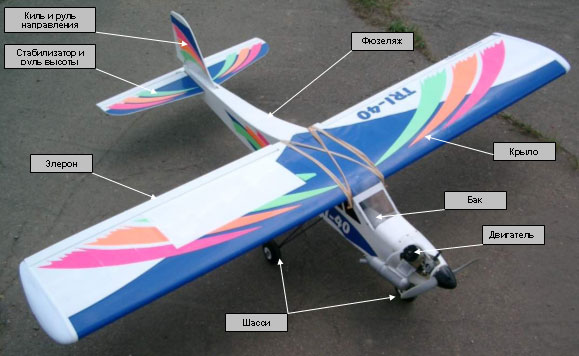 Киль и руль
направления
Стабилизатор и
руль высоты
Фюзеляж
TRI-40
Элерон
Крыло
Бак
Двигатель
Шасси